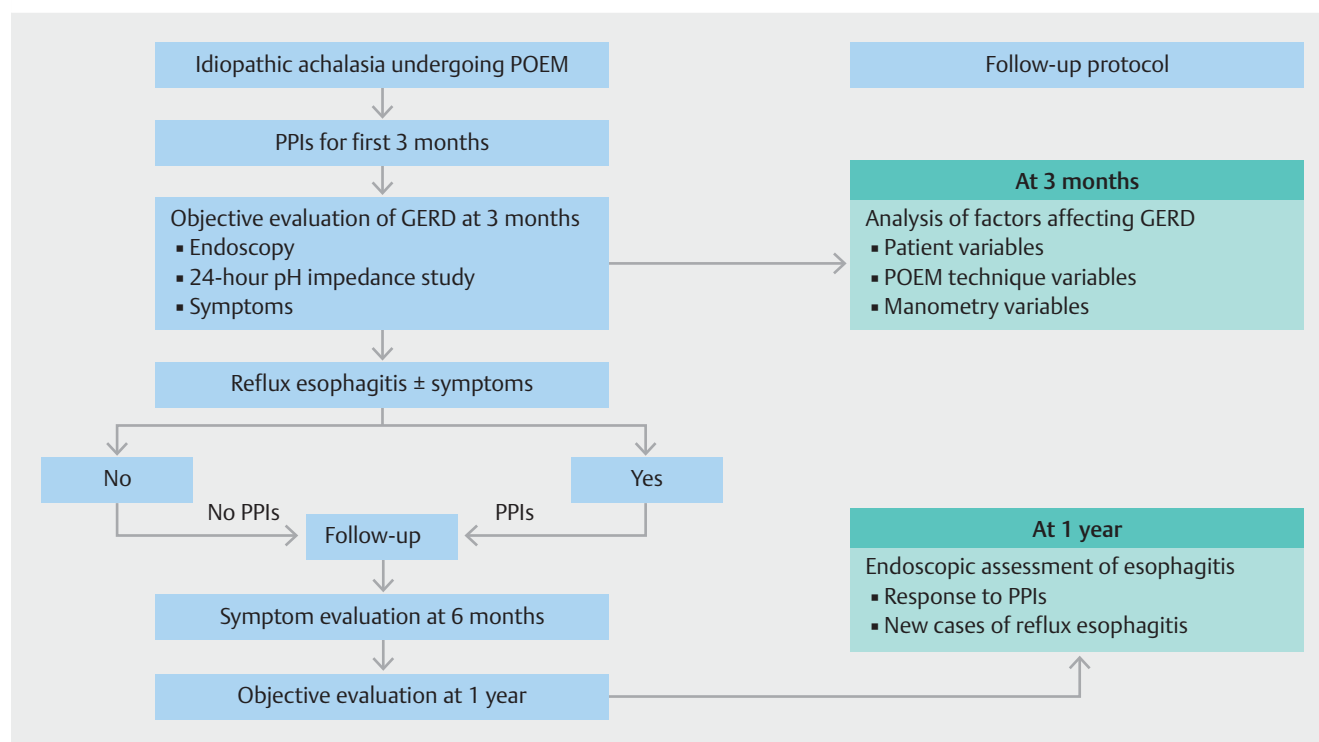 Idiopathic achalasia undergoing POEM
PPIs for first 3 months
Objective evaluation of GERD at 3 months
▪ Endoscopy
▪ 24-hour pH impedance study
▪ Symptoms
Reflux esophagitis ± symptoms
No
Yes
No PPIs
PPIs
Follow-up
Symptom evaluation at 6 months
Objective evaluation at 1 year
Follow-up protocol
At 3 months
Analysis of factors affecting GERD
▪ Patient variables
▪ POEM technique variables
▪ Manometry variables
At 1 year
Endoscopic assessment of esophagitis
▪ Response to PPIs
▪ New cases of reflux esophagitis